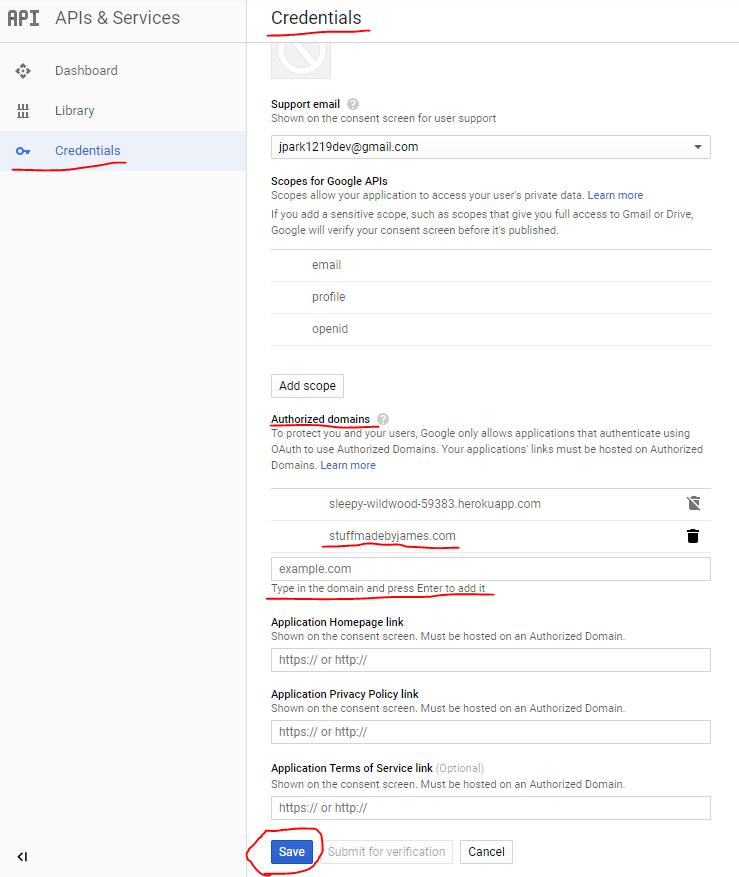 API APIs & Services
Credentials
Dashboard
Library
Credentials
Support email ?
Shown on the consent screen for user support
jpark1219dev@gmail.com
Scopes for Google APIs
Scopes allow your application to access your user's private data. Learn more
If you add a sensitive scope, such as scopes that give you full access to Gmail or Drive,
Google will verify your consent screen before it's published.
email
profile
openid
Add scope
Authorized domains ?
To protect you and your users, Google only allows applications that authenticate using
OAuth to use Authorized Domains. Your applications' links must be hosted on Authorized
Domains. Learn more
sleepy-wildwood-59383.herokuapp.com
stuffmadebyjames.com
example.com
Type in the domain and press Enter to add it
Application Homepage link
Shown on the consent screen. Must be hosted on an Authorized Domain.
https:// or http://
Application Privacy Policy link
Shown on the consent screen. Must be hosted on an Authorized Domain.
https:// or http://
Application Terms of Service link (Optional)
Shown on the consent screen. Must be hosted on an Authorized Domain.
https:// or http://
Save Submit for verification Cancel